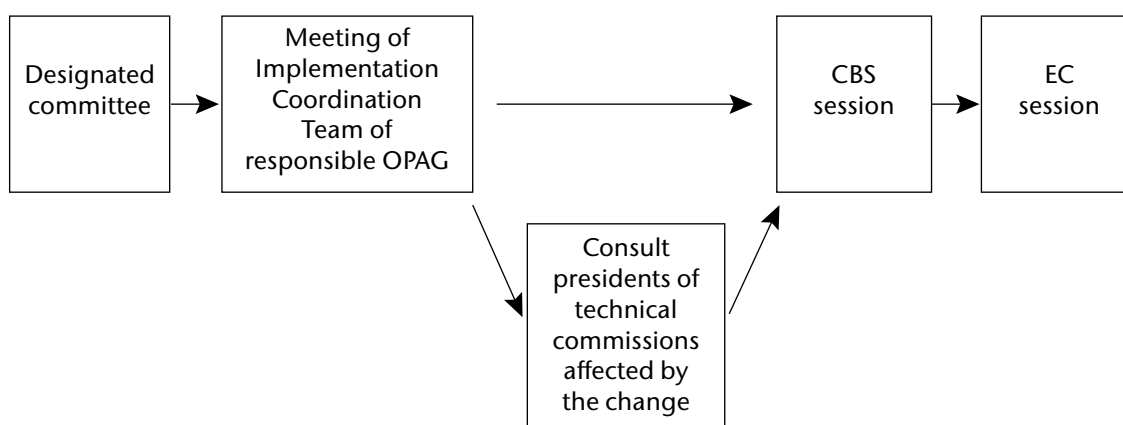 Designated
committee
Meeting of
Implementation
Coordination
Team of
responsible OPAG
CBS
session
EC
session
Consult
presidents of
technical
commissions
affected by
the change